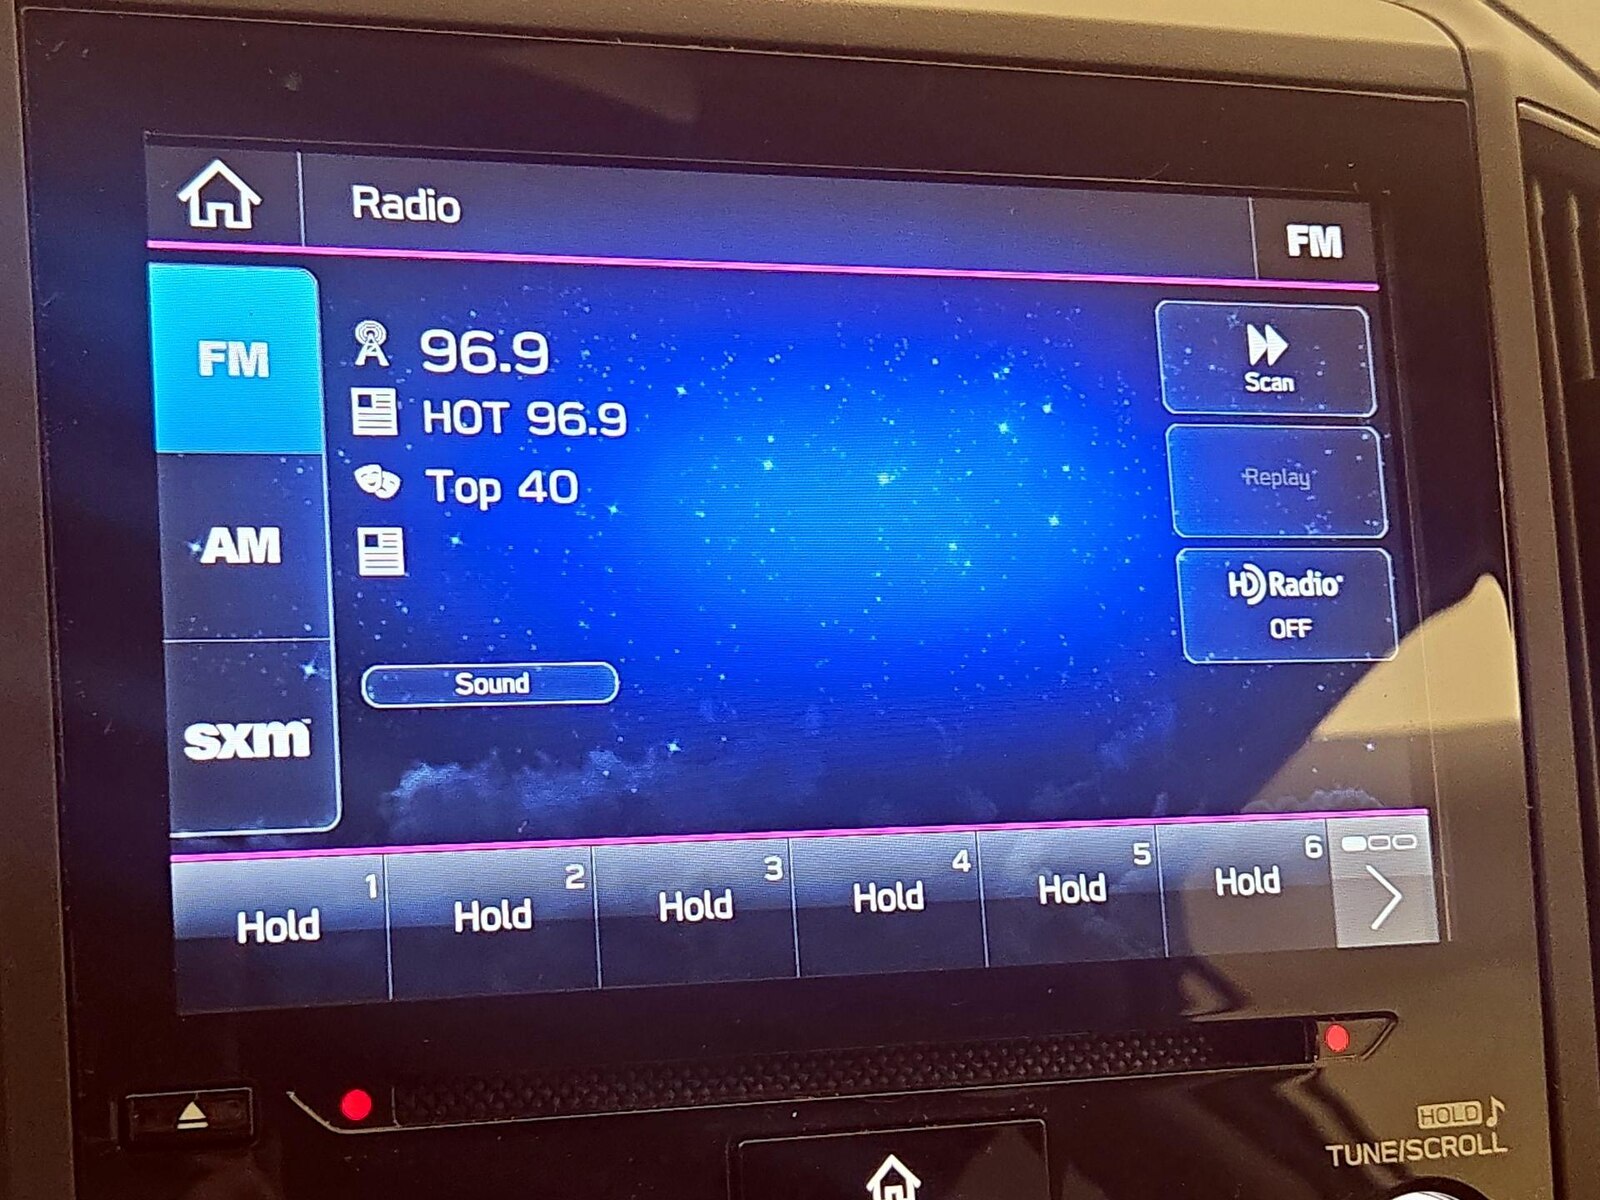 Radio
FM
FM
96.9
HOT 96.9
Top 40
Scan
Replay
HD Radio
OFF
AM
sxm
Sound
1
Hold
2
Hold
3
Hold
4
Hold
5
Hold
6
Hold
HOLD
TUNE/SCROLL